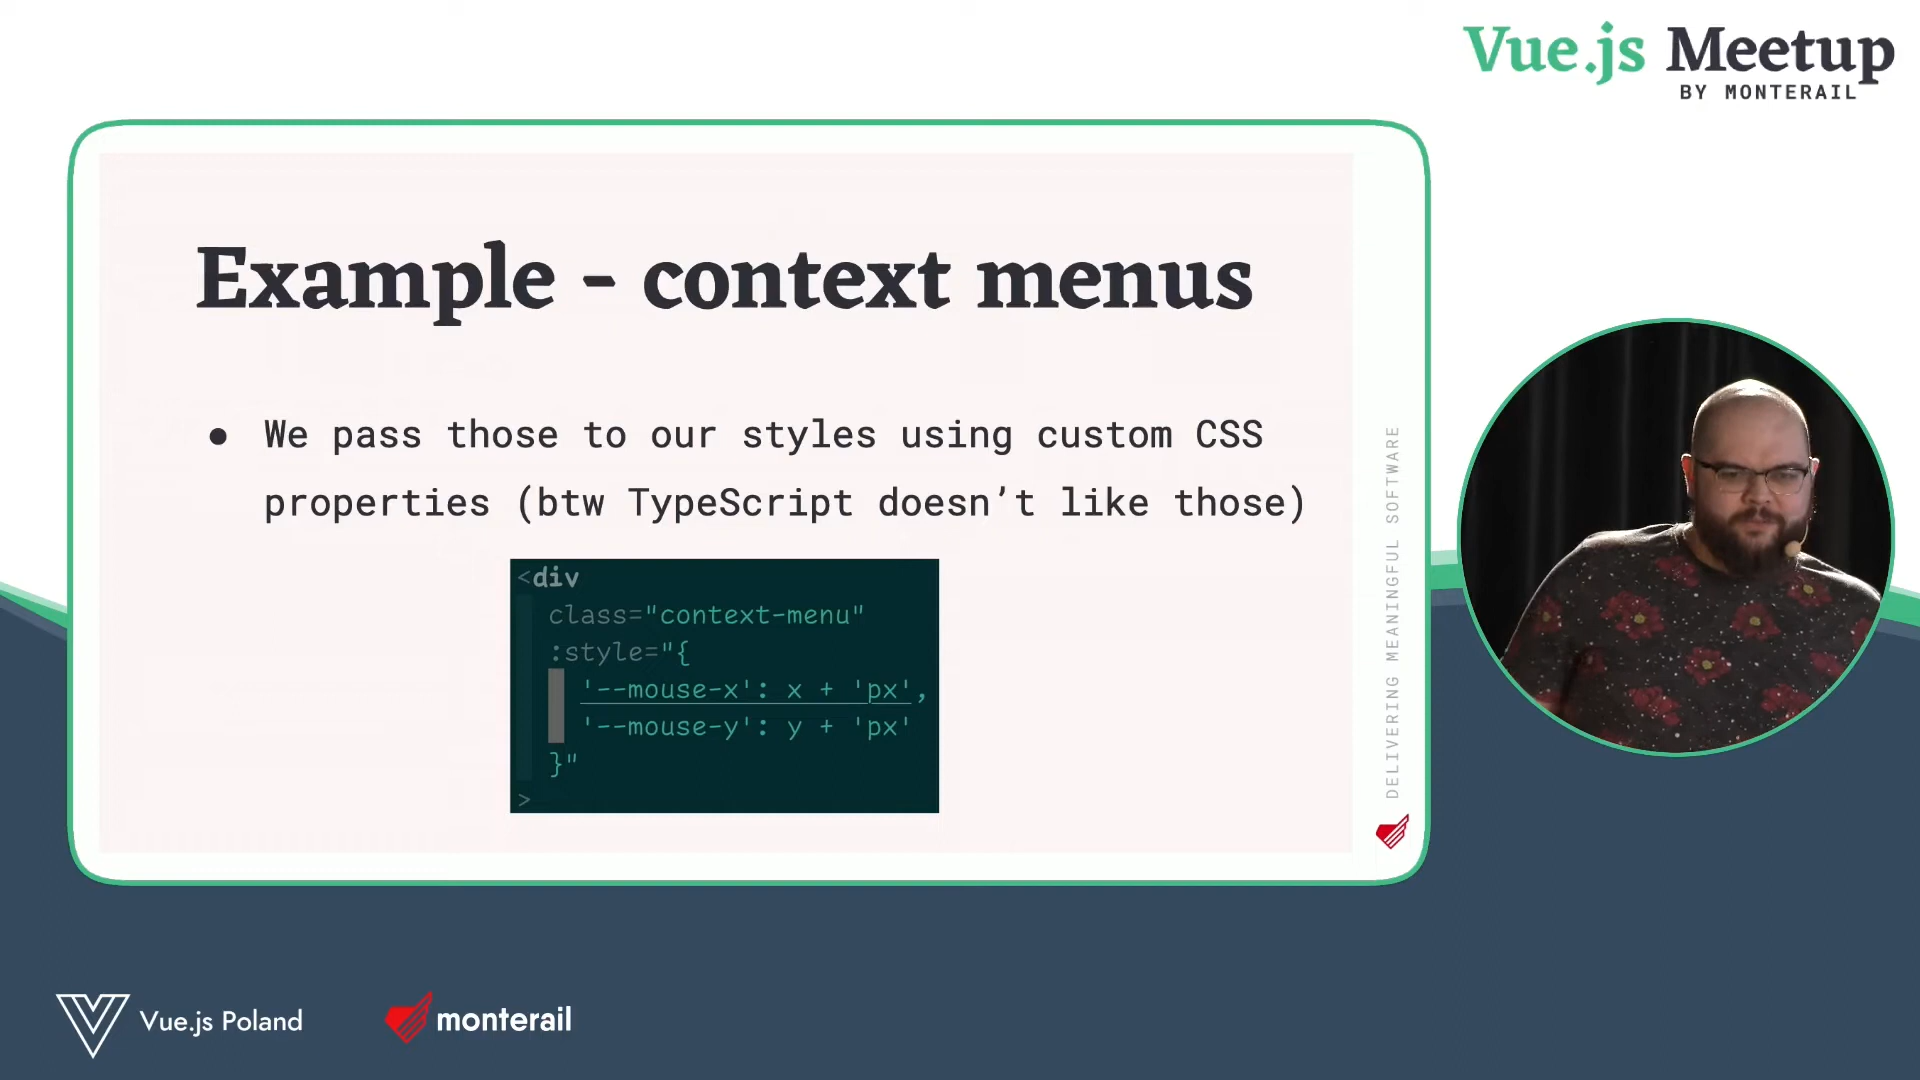 Vue.js Meetup
BY MONTERAIL
Example - context menus
● We pass those to our styles using custom CSS
properties (btw TypeScript doesn’t like those)
<div
class="context-menu"
:style="{
'--mouse-x': x + 'px',
'--mouse-y': y + 'px'
}"
>
DELIVERING MEANINGFUL SOFTWARE
Vue.js Poland
monterail